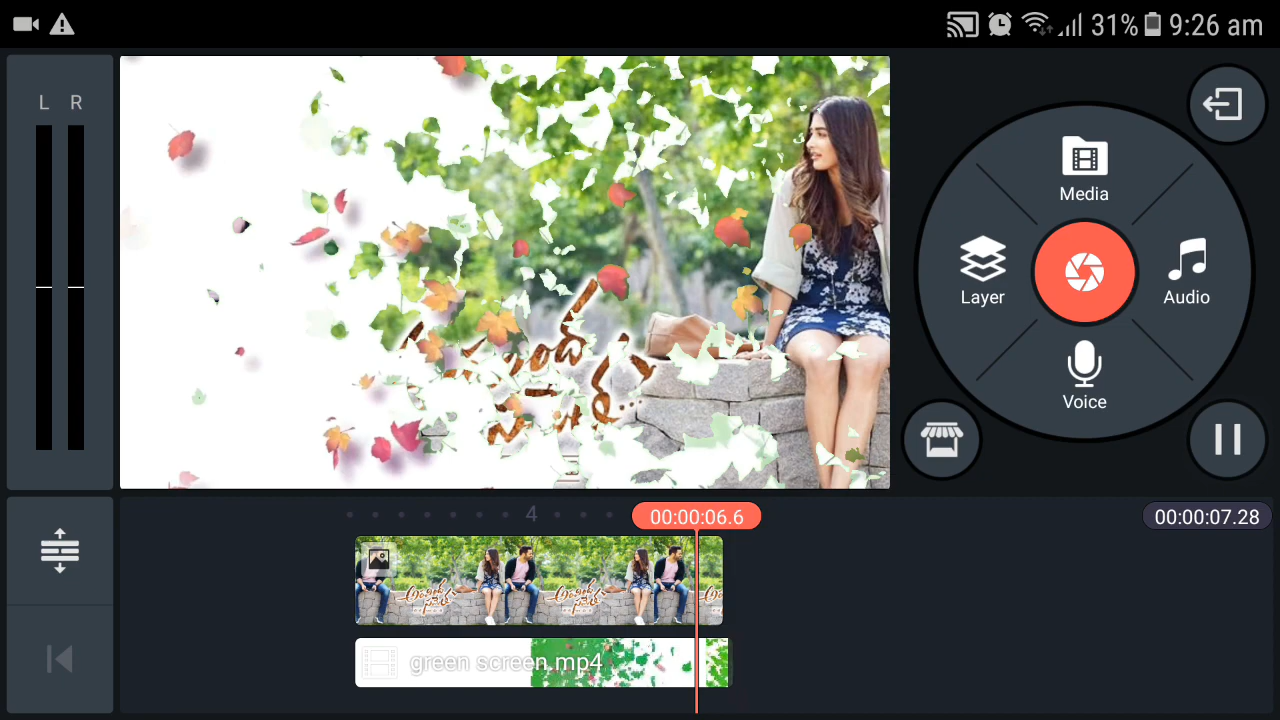 31% 9:26 am
L R
Media
Layer
Audio
Voice
4
00:00:06.6
00:00:07.28
green screen.mp4